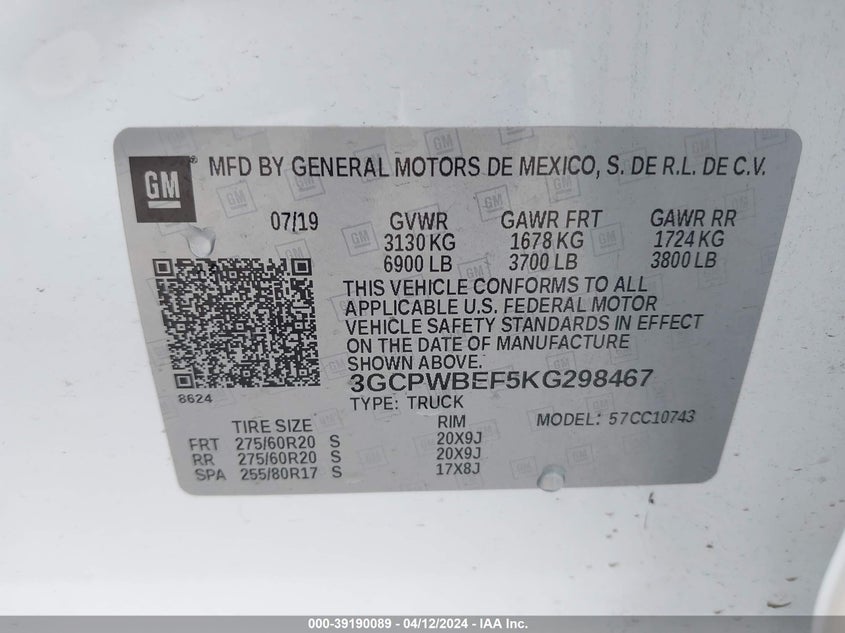 GM
MFD BY GENERAL MOTORS DE MEXICO, S. DE R.L. DE C.V.
07/19 GVWR GAWR FRT GAWR RR
3130 KG 1678 KG 1724 KG
6900 LB 3700 LB 3800 LB
THIS VEHICLE CONFORMS TO ALL
APPLICABLE U.S. FEDERAL MOTOR
VEHICLE SAFETY STANDARDS IN EFFECT
ON THE DATE OF MANUFACTURE
SHOWN ABOVE.
3GCPWBEF5KG298467
8624
TYPE: TRUCK
TIRE SIZE RIM MODEL: 57CC10743
FRT 275/60R20 S 20X9J
RR 275/60R20 S 20X9J
SPA 255/80R17 S 17X8J
000-39190089 - 04/12/2024 - IAA Inc.